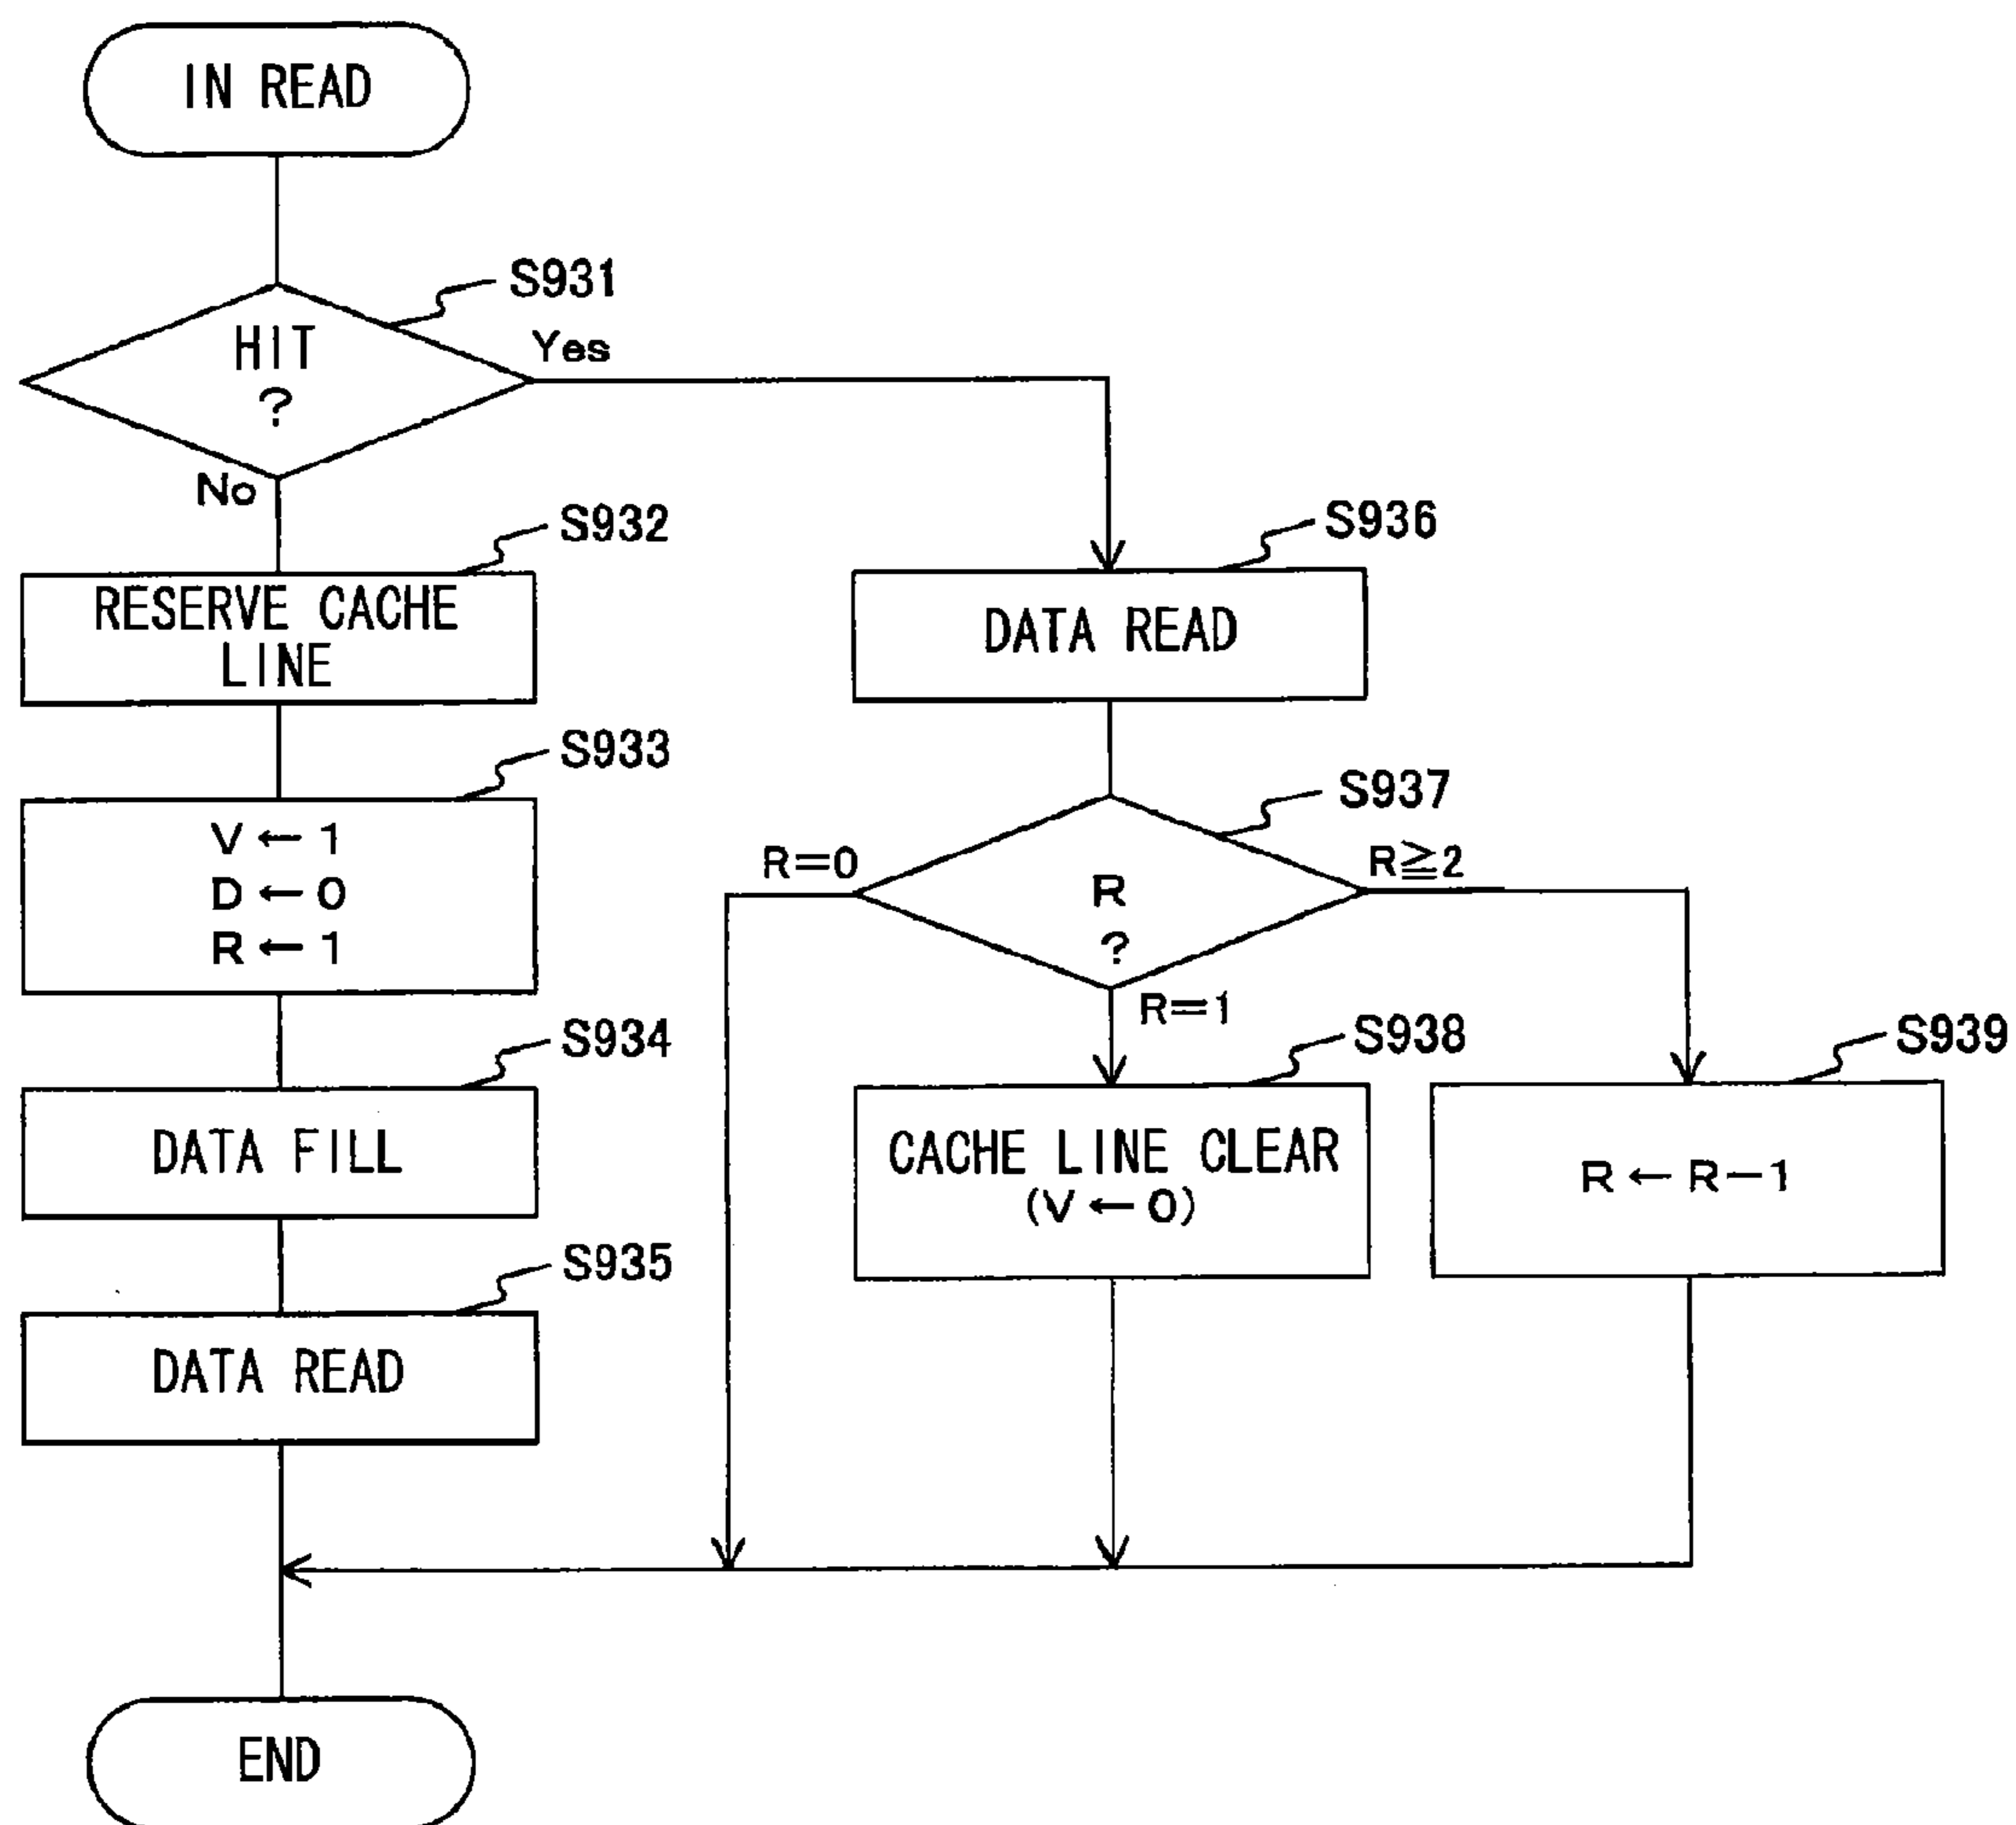 IN READ
S931
HIT
?
Yes
No
S932
RESERVE CACHE
LINE
S933
V ← 1
D ← 0
R ← 1
S934
DATA FILL
S935
DATA READ
S936
DATA READ
S937
R=0
R
?
R≧2
R=1
S938
CACHE LINE CLEAR
(V ← 0)
S939
R ← R−1
END